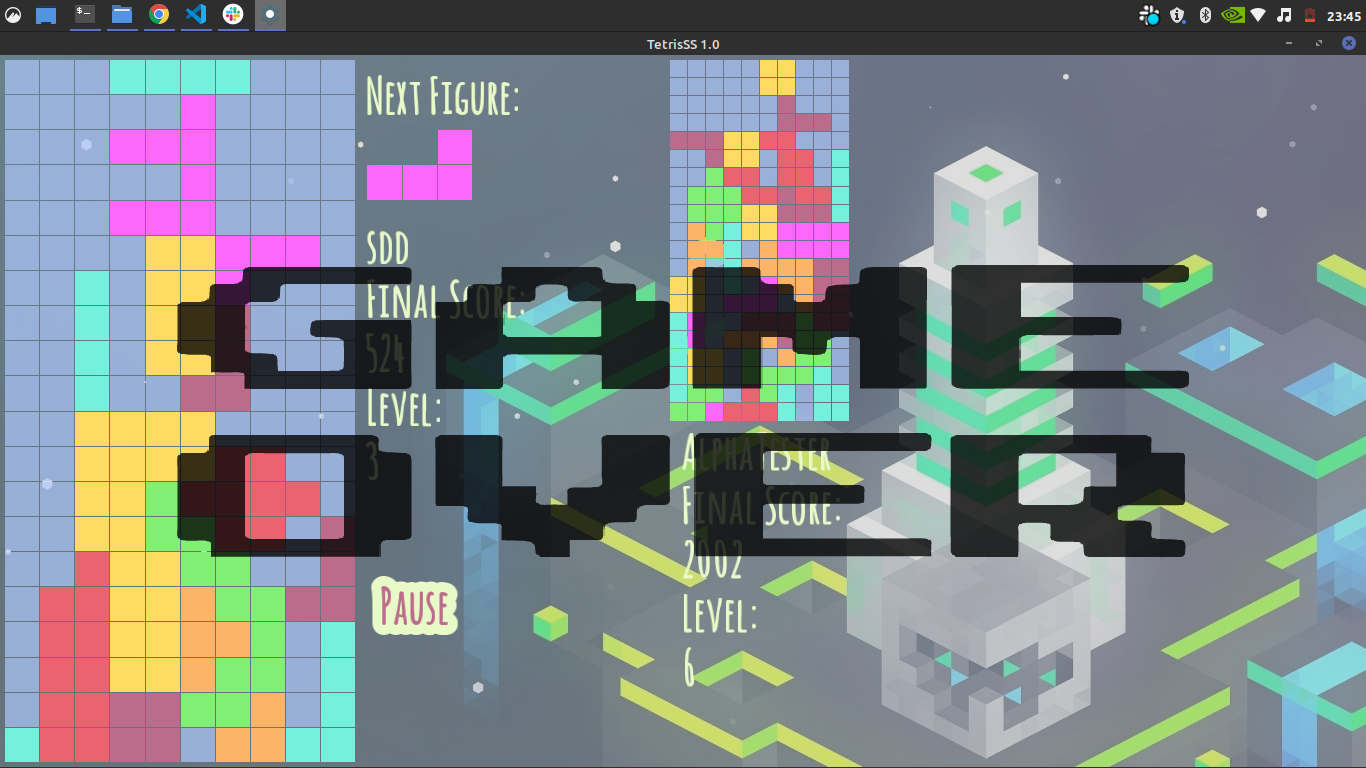 23:45
TetrisSS 1.0
Next Figure:
SDD
Final Score:
524
Level:
3
Pause
AlphaTester
Final Score:
2002
Level:
6
GAME
OVER